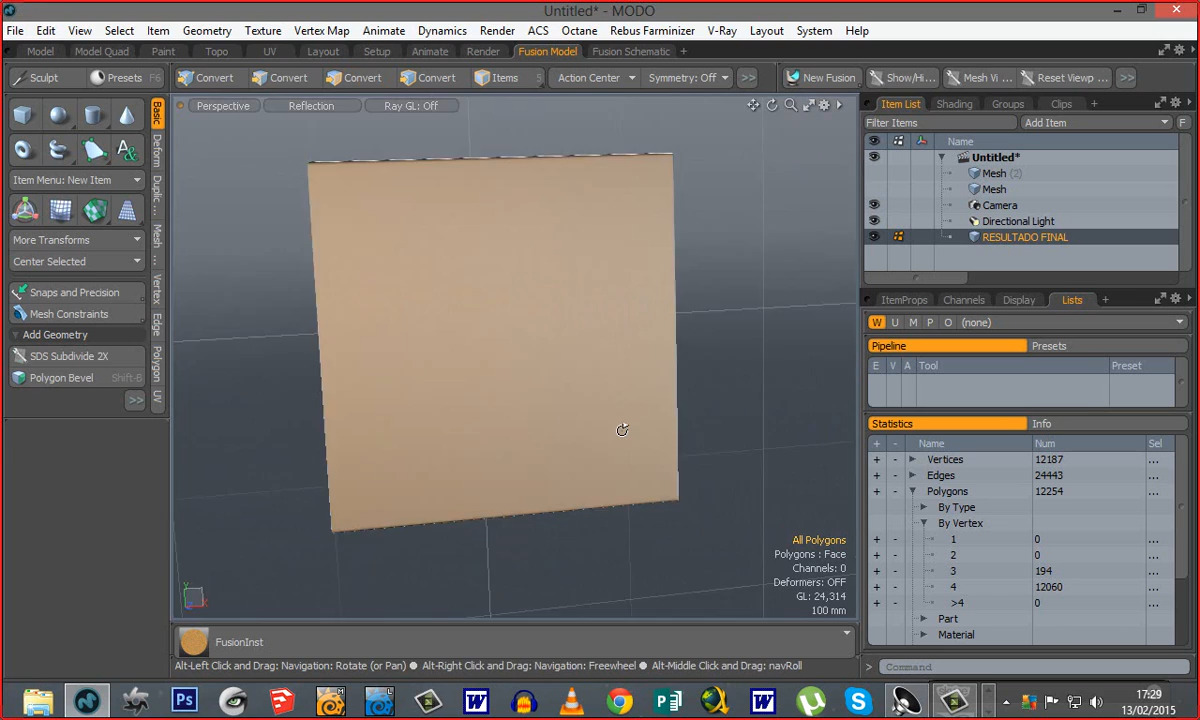 Untitled* - MODO
File Edit View Select Item Geometry Texture Vertex Map Animate Dynamics Render ACS Octane Rebus Farminizer V-Ray Layout System Help
Model Model Quad Paint Topo UV Layout Setup Animate Render Fusion Model Fusion Schematic +
Sculpt Presets F6 Convert Convert Convert Convert Items 5 Action Center Symmetry: Off >> New Fusion Show/Hi... Mesh Vi ... Reset Viewp ... >>
Perspective Reflection Ray GL: Off
Item List Shading Groups Clips +
Filter Items Add Item F
Name
Untitled*
Mesh (2)
Mesh
Camera
Directional Light
RESULTADO FINAL
Basic
Deform
Duplic ...
Mesh ...
Vertex
Edge
Polygon
UV
Item Menu: New Item
More Transforms
Center Selected
Snaps and Precision
Mesh Constraints
Add Geometry
SDS Subdivide 2X
Polygon Bevel Shift-B
>>
ItemProps Channels Display Lists +
W U M P O (none)
Pipeline Presets
E V A Tool Preset
Statistics Info
+ - Name Num Sel
+ - Vertices 12187 ...
+ - Edges 24443 ...
+ - Polygons 12254 ...
+ - By Type
+ - By Vertex
+ - 1 0 ...
+ - 2 0 ...
+ - 3 194 ...
+ - 4 12060 ...
+ - >4 0 ...
+ - Part
+ - Material ...
All Polygons
Polygons : Face
Channels: 0
Deformers: OFF
GL: 24,314
100 mm
Y
X
FusionInst
Alt-Left Click and Drag: Navigation: Rotate (or Pan) ● Alt-Right Click and Drag: Navigation: Freewheel ● Alt-Middle Click and Drag: navRoll
> Command
17:29
13/02/2015